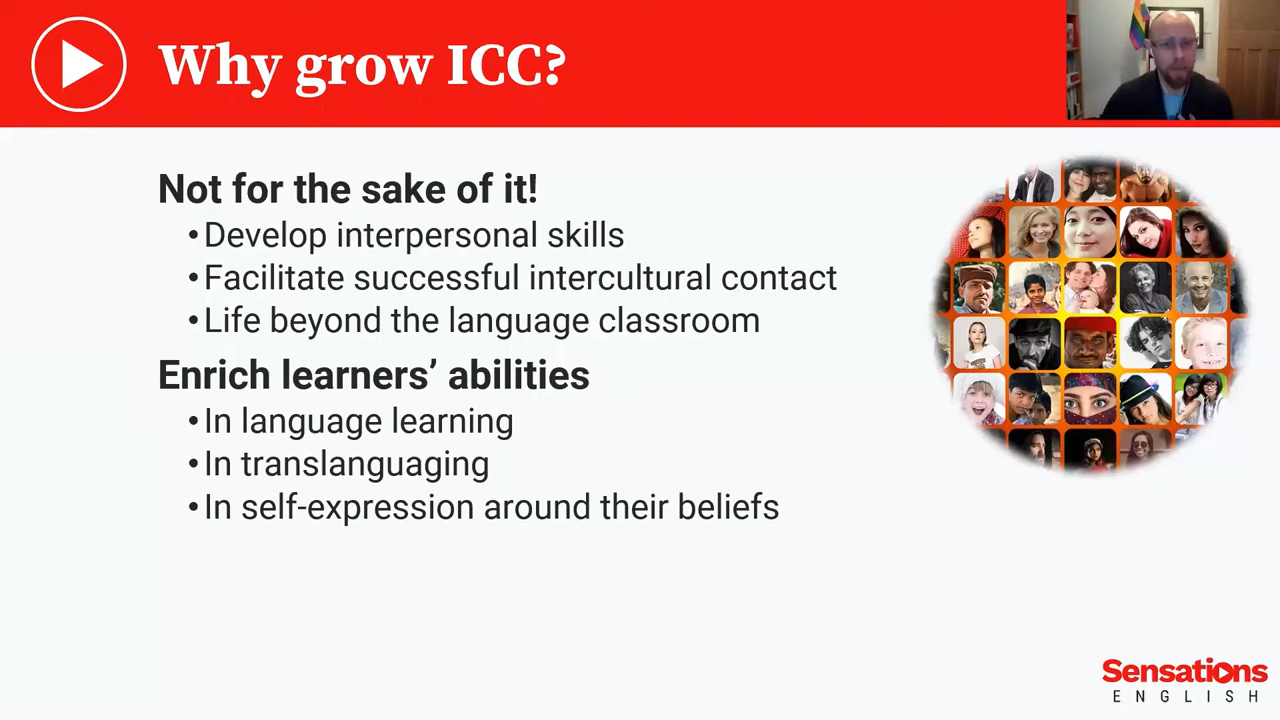 Why grow ICC?
Not for the sake of it!
•Develop interpersonal skills
•Facilitate successful intercultural contact
•Life beyond the language classroom
Enrich learners’ abilities
•In language learning
•In translanguaging
•In self-expression around their beliefs
Sensations
ENGLISH